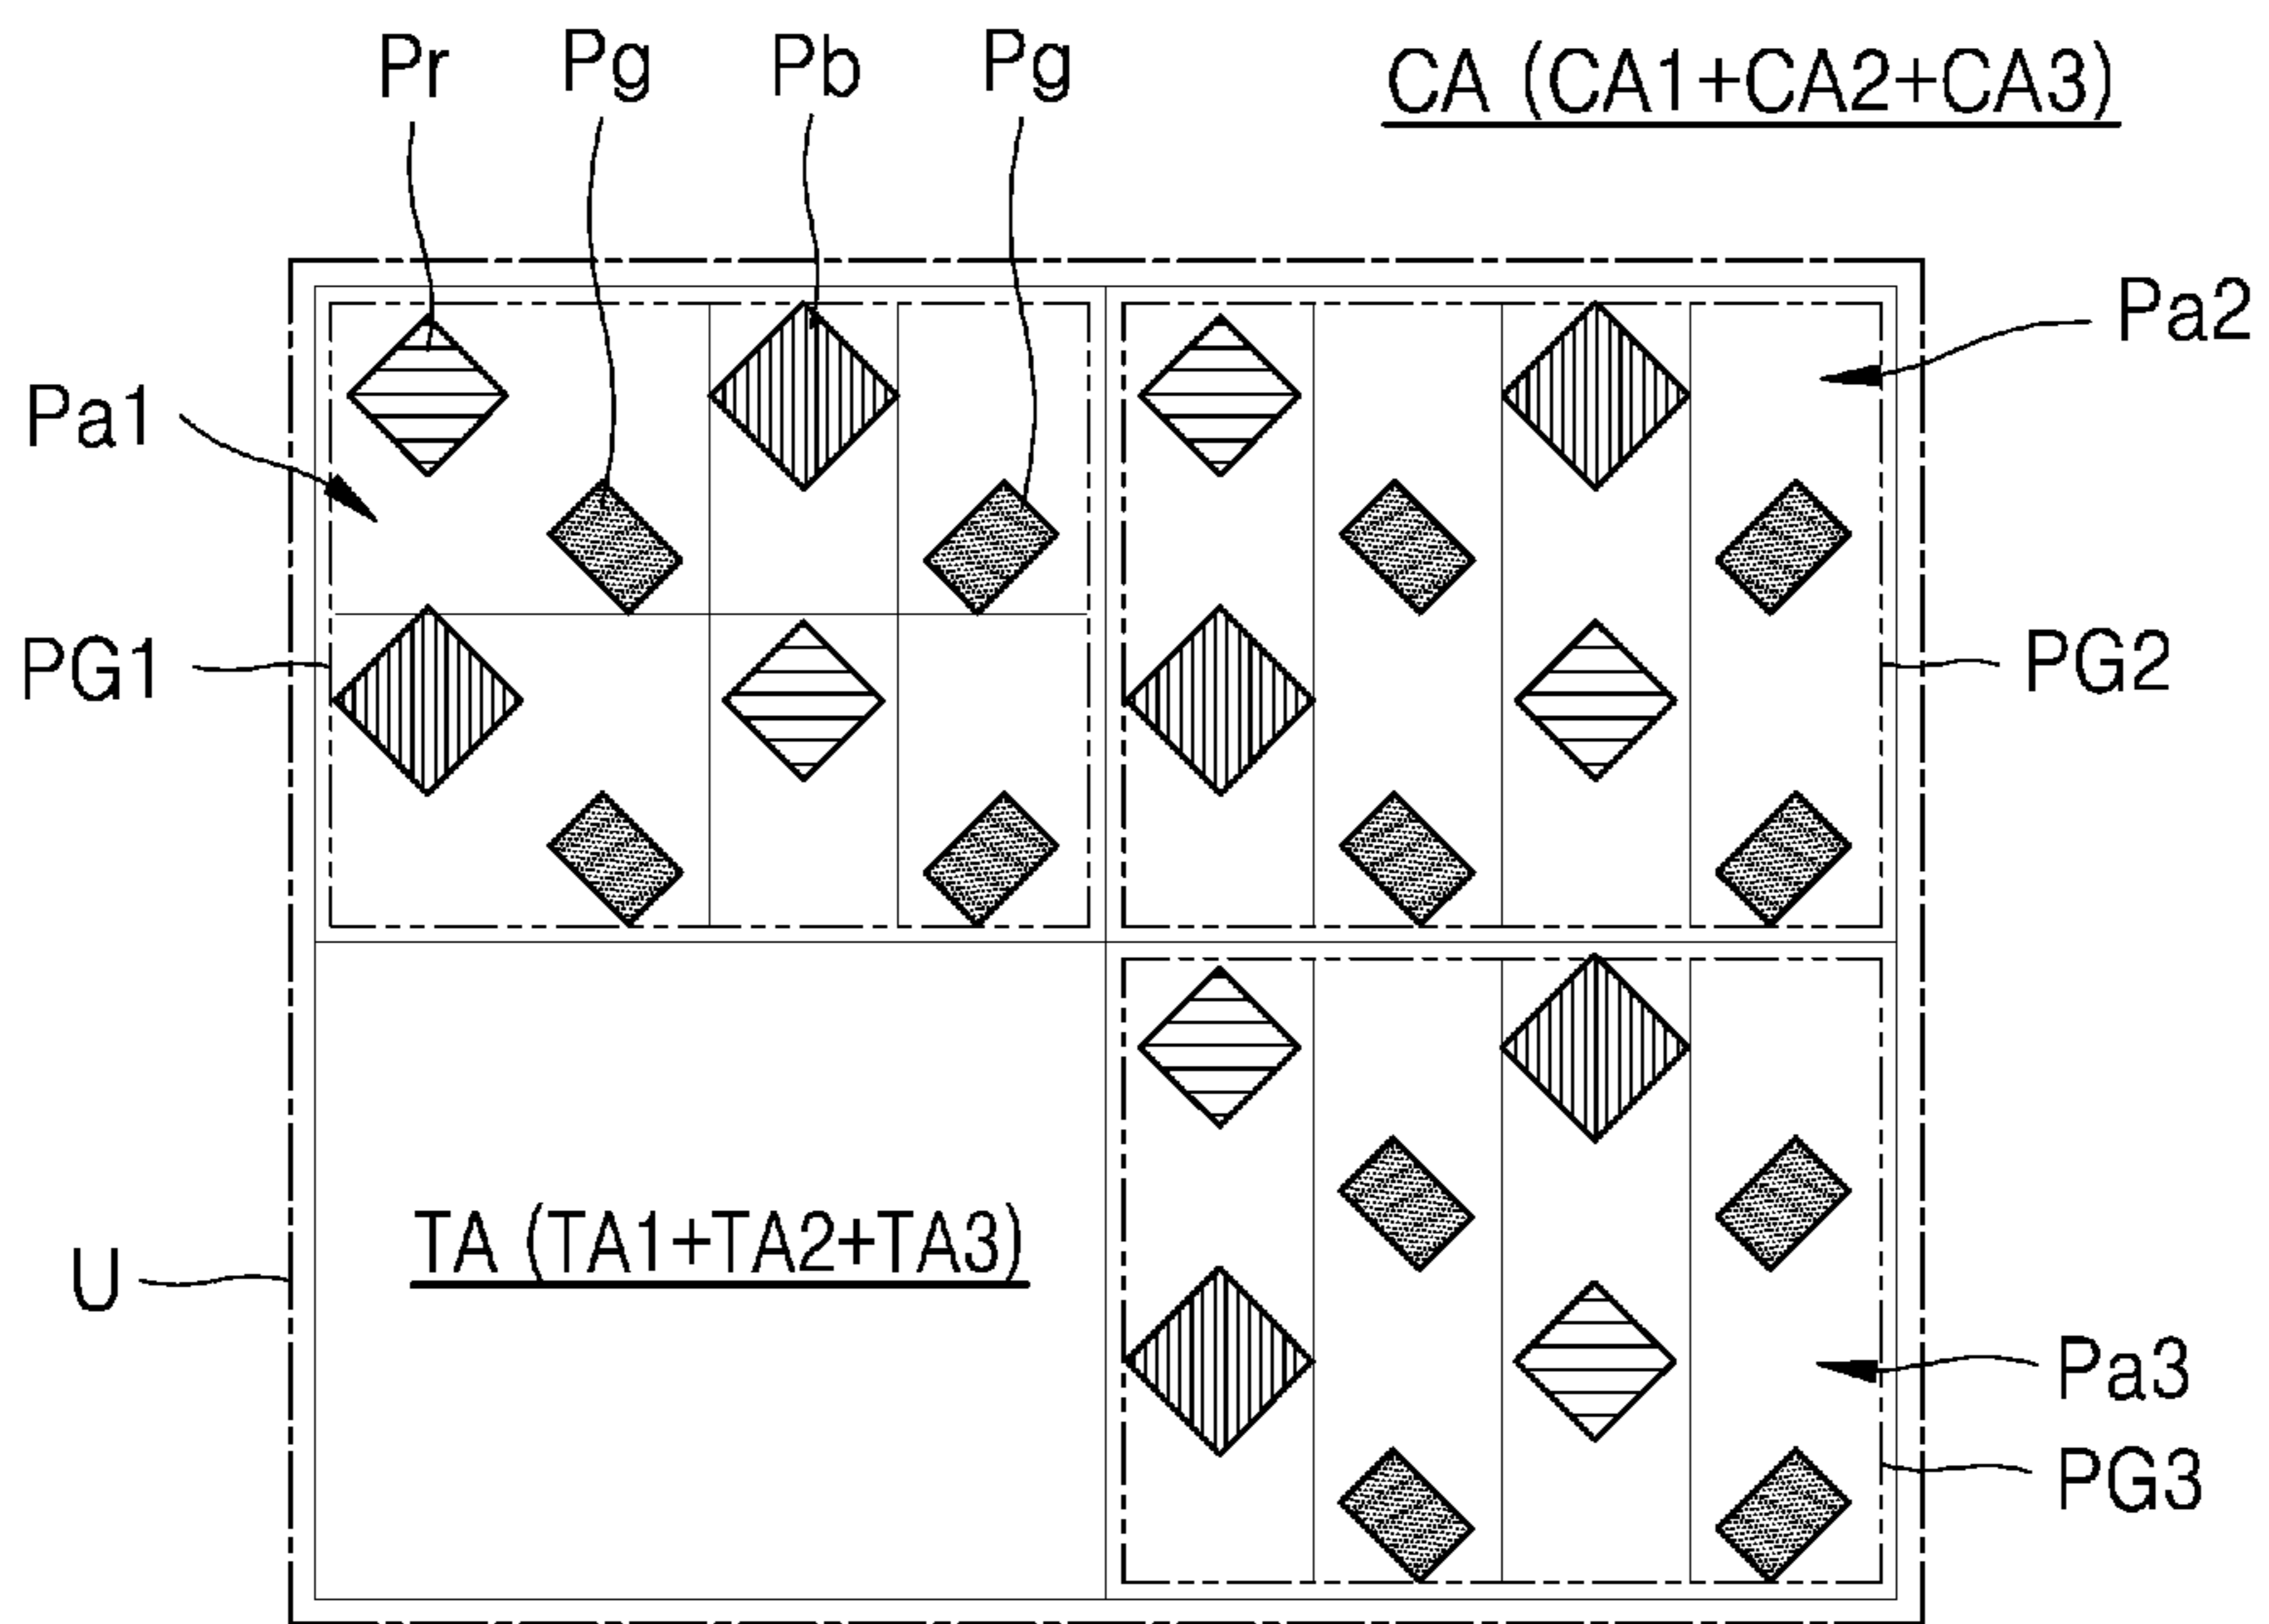 Pr Pg Pb Pg CA (CA1+CA2+CA3)
Pa2
Pa1
PG1 PG2
TA (TA1+TA2+TA3)
U
Pa3
PG3